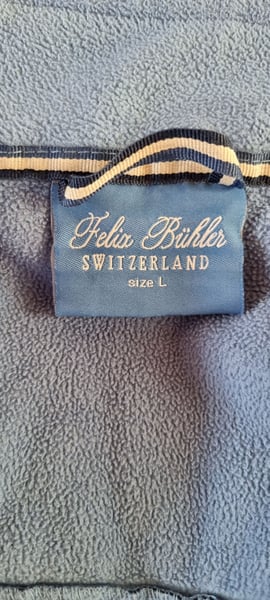 Felix Bühler
SWITZERLAND
size L